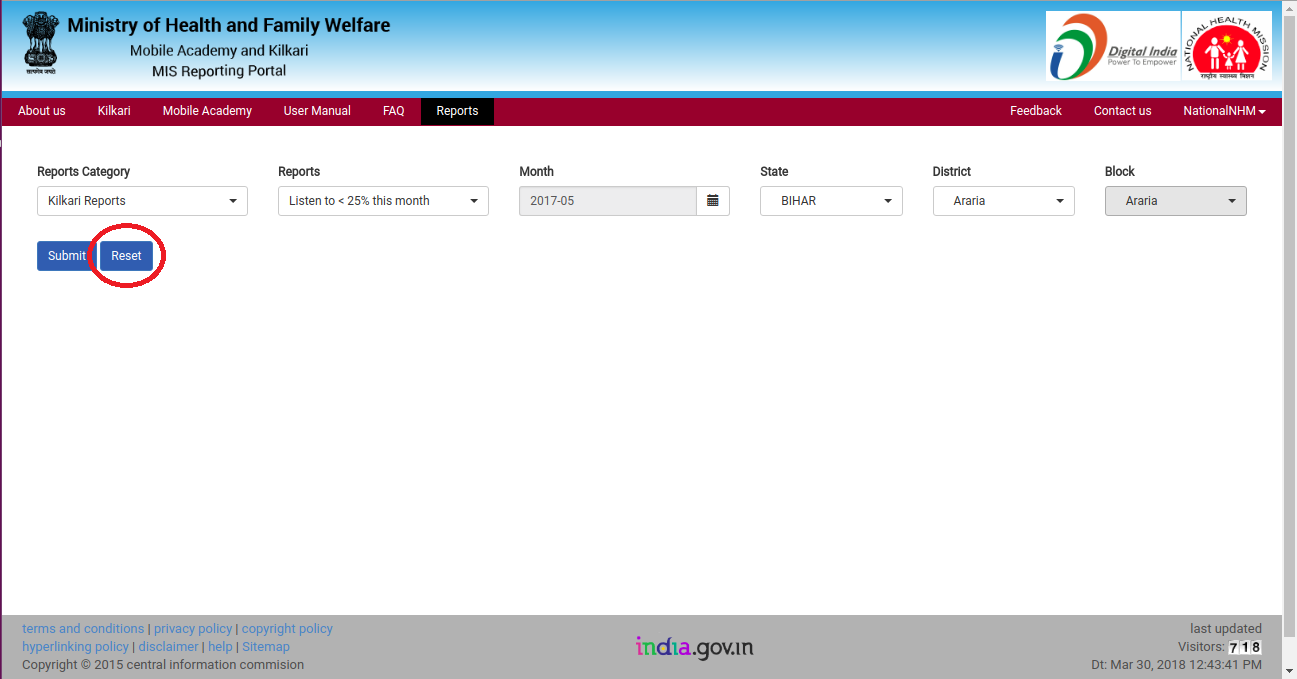 Ministry of Health and Family Welfare
Mobile Academy and Kilkari
MIS Reporting Portal
सत्यमेव जयते
Digital India
Power To Empower
NATIONAL HEALTH MISSION
राष्ट्रीय स्वास्थ्य मिशन
About us Kilkari Mobile Academy User Manual FAQ Reports Feedback Contact us NationalNHM
Reports Category Reports Month State District Block
Kilkari Reports Listen to < 25% this month 2017-05 BIHAR Araria Araria
Submit Reset
terms and conditions | privacy policy | copyright policy
hyperlinking policy | disclaimer | help | Sitemap
Copyright © 2015 central information commision
india.gov.in
last updated
Visitors: 718
Dt: Mar 30, 2018 12:43:41 PM